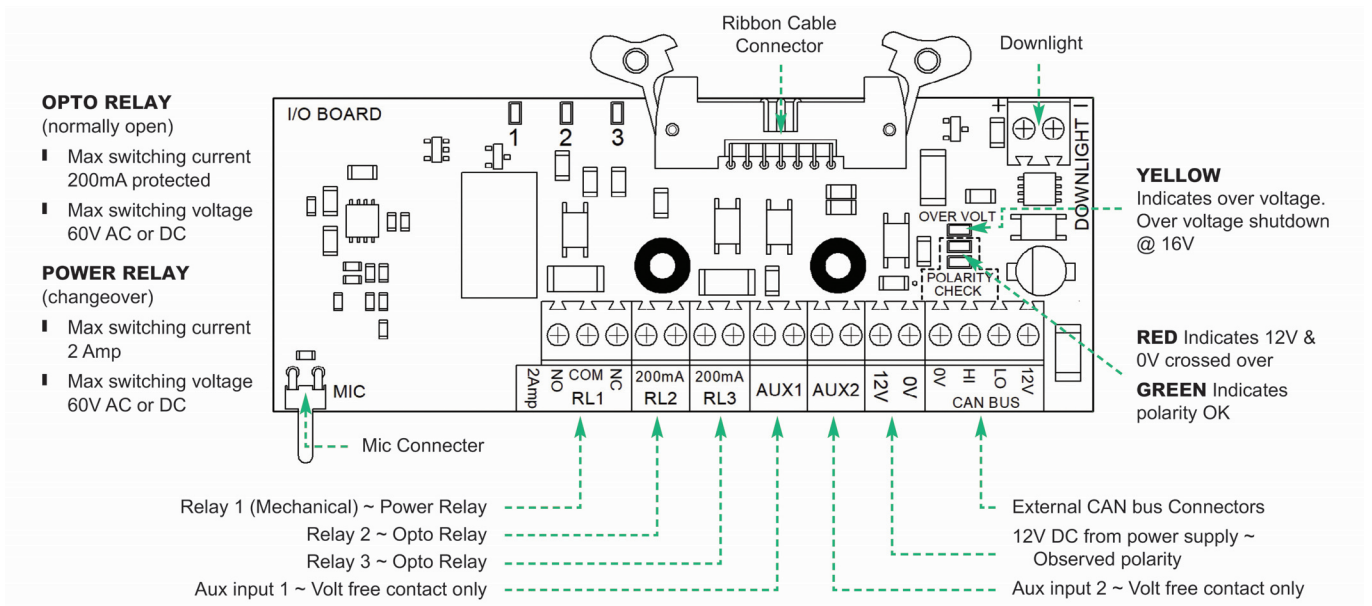 Ribbon Cable
Connector
Downlight
OPTO RELAY
(normally open)
Max switching current
200mA protected
Max switching voltage
60V AC or DC
POWER RELAY
(changeover)
Max switching current
2 Amp
Max switching voltage
60V AC or DC
I/O BOARD
1 2 3
+ DOWNLIGHT I
OVER VOLT
POLARITY
CHECK
YELLOW
Indicates over voltage.
Over voltage shutdown
@ 16V
RED Indicates 12V &
0V crossed over
GREEN Indicates
polarity OK
MIC
2Amp NO COM NC
RL1
200mA
RL2
200mA
RL3
AUX1
AUX2
12V 0V
0V HI LO 12V
CAN BUS
Mic Connecter
Relay 1 (Mechanical) ~ Power Relay
Relay 2 ~ Opto Relay
Relay 3 ~ Opto Relay
Aux input 1 ~ Volt free contact only
External CAN bus Connectors
12V DC from power supply ~
Observed polarity
Aux input 2 ~ Volt free contact only